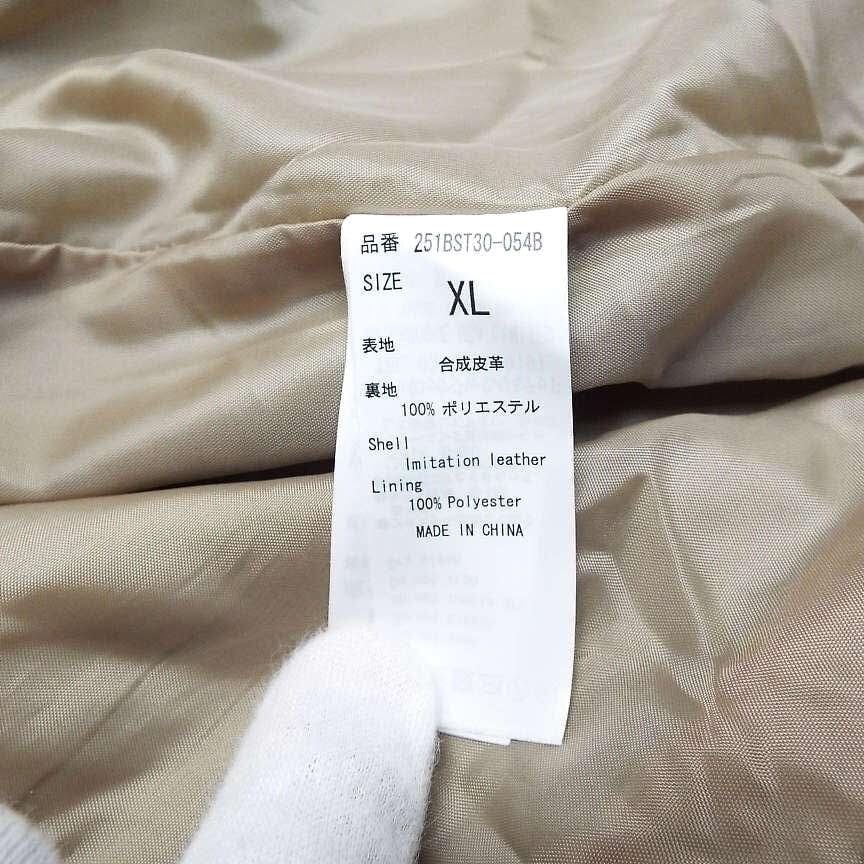 品番 251BST30-054B
SIZE XL
表地
合成皮革
裏地
100% ポリエステル
Shell
Imitation leather
Lining
100% Polyester
MADE IN CHINA